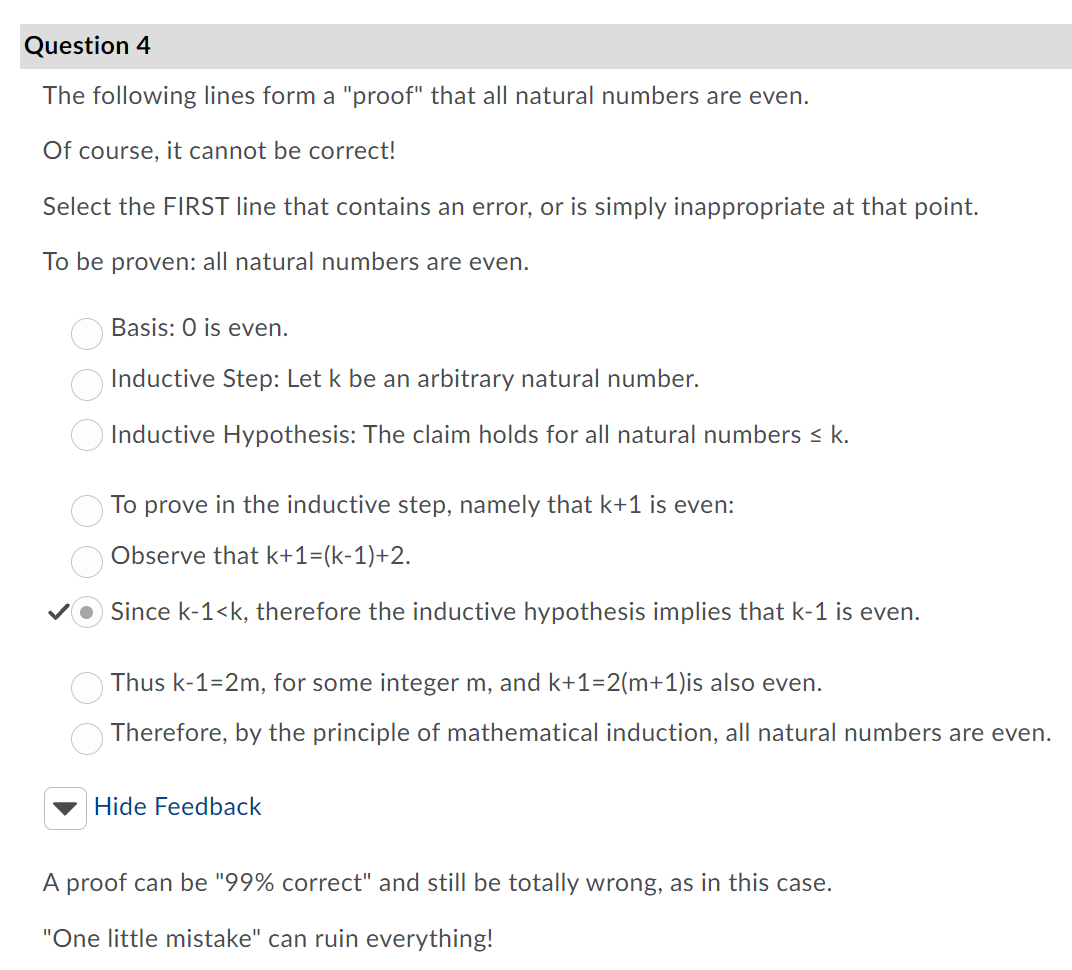 Question 4
The following lines form a "proof" that all natural numbers are even.
Of course, it cannot be correct!
Select the FIRST line that contains an error, or is simply inappropriate at that point.
To be proven: all natural numbers are even.
Basis: 0 is even.
Inductive Step: Let k be an arbitrary natural number.
Inductive Hypothesis: The claim holds for all natural numbers ≤ k.
To prove in the inductive step, namely that k+1 is even:
Observe that k+1=(k-1)+2.
Since k-1<k, therefore the inductive hypothesis implies that k-1 is even.
Thus k-1=2m, for some integer m, and k+1=2(m+1)is also even.
Therefore, by the principle of mathematical induction, all natural numbers are even.
Hide Feedback
A proof can be "99% correct" and still be totally wrong, as in this case.
"One little mistake" can ruin everything!